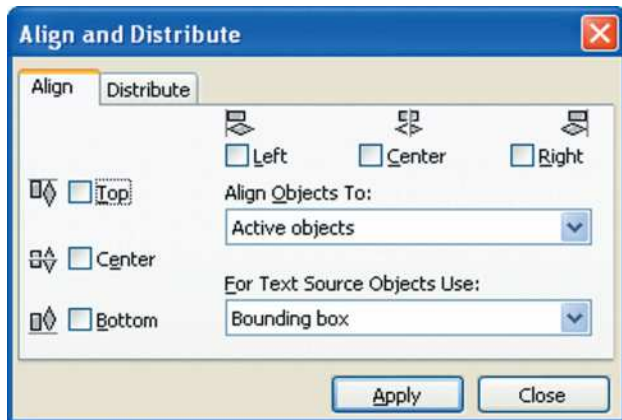 Align and Distribute
Align Distribute
Left Center Right
Top Align Objects To:
Active objects
Center
For Text Source Objects Use:
Bottom Bounding box
Apply Close